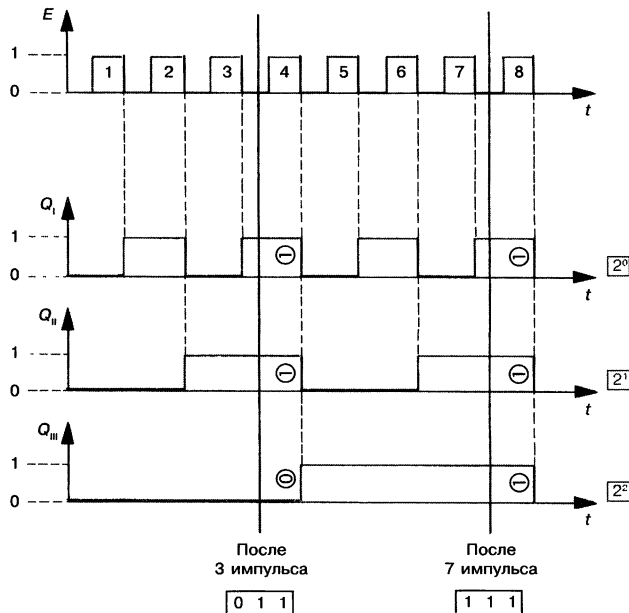 E
1
0
1 2 3 4 5 6 7 8
t
Q_I
1
0
① ①
2⁰
t
Q_II
1
0
① ①
2¹
t
Q_III
1
0
⓪ ①
2²
t
После
3 импульса
0 1 1
После
7 импульса
1 1 1